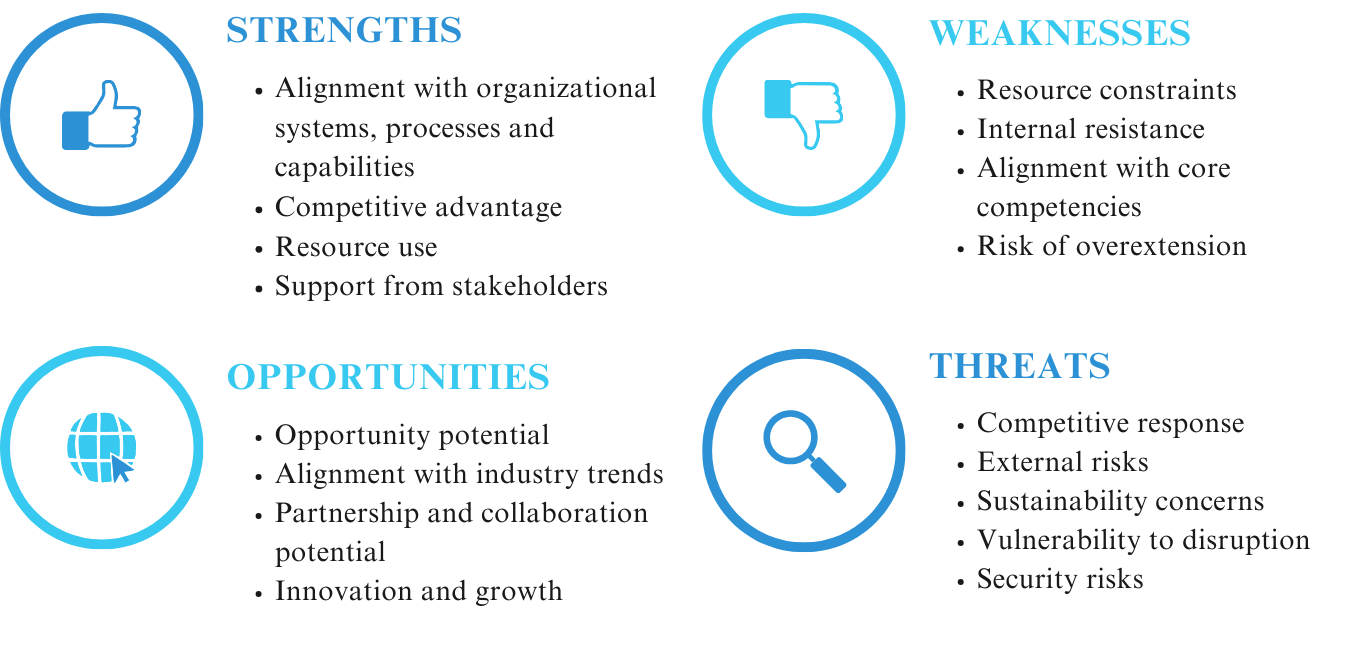 STRENGTHS
• Alignment with organizational
systems, processes and
capabilities
• Competitive advantage
• Resource use
• Support from stakeholders
WEAKNESSES
• Resource constraints
• Internal resistance
• Alignment with core
competencies
• Risk of overextension
OPPORTUNITIES
• Opportunity potential
• Alignment with industry trends
• Partnership and collaboration
potential
• Innovation and growth
THREATS
• Competitive response
• External risks
• Sustainability concerns
• Vulnerability to disruption
• Security risks